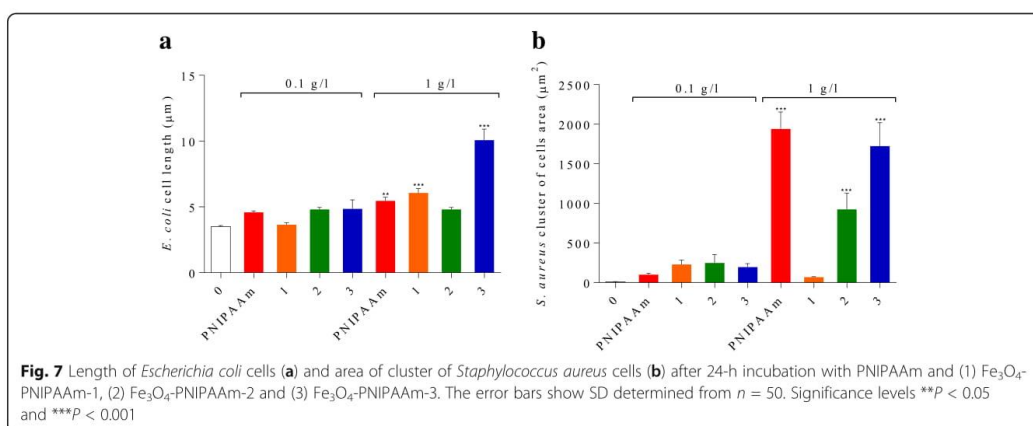 a
b
0.1 g/l
1 g/l
15
10
5
0
E. coli cell length (μm)
**
***
***
0
PNIPAAm
1
2
3
PNIPAAm
1
2
3
0.1 g/l
1 g/l
2500
2000
1500
1000
500
0
S. aureus cluster of cells area (μm²)
***
***
***
0
PNIPAAm
1
2
3
PNIPAAm
1
2
3
Fig. 7 Length of Escherichia coli cells (a) and area of cluster of Staphylococcus aureus cells (b) after 24-h incubation with PNIPAAm and (1) Fe₃O₄-
PNIPAAm-1, (2) Fe₃O₄-PNIPAAm-2 and (3) Fe₃O₄-PNIPAAm-3. The error bars show SD determined from n = 50. Significance levels **P < 0.05
and ***P < 0.001